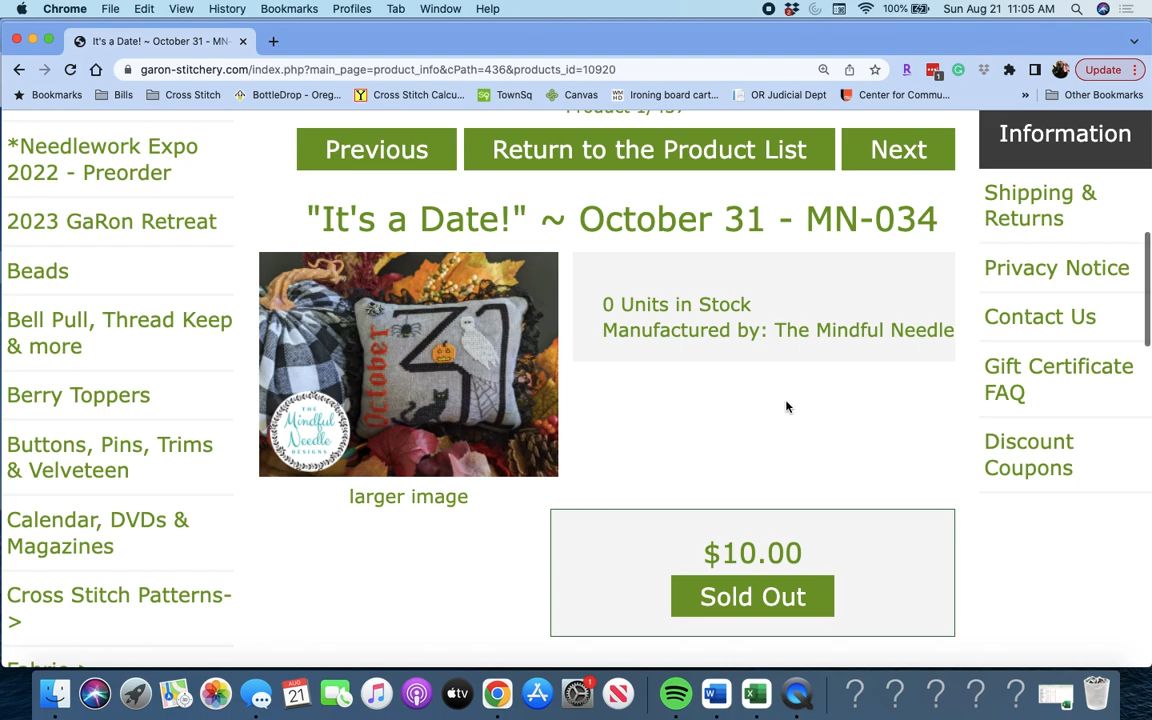 Chrome File Edit View History Bookmarks Profiles Tab Window Help
100% Sun Aug 21 11:05 AM
It's a Date! ~ October 31 - MN-
garon-stitchery.com/index.php?main_page=product_info&cPath=436&products_id=10920
Update
Bookmarks Bills Cross Stitch BottleDrop - Oreg... Cross Stitch Calcu... TownSq Canvas Ironing board cart... OR Judicial Dept Center for Commu... » Other Bookmarks
*Needlework Expo
2022 - Preorder
2023 GaRon Retreat
Beads
Bell Pull, Thread Keep
& more
Berry Toppers
Buttons, Pins, Trims
& Velveteen
Calendar, DVDs &
Magazines
Cross Stitch Patterns-
>
Previous
Return to the Product List
Next
"It's a Date!" ~ October 31 - MN-034
October
31
THE
Mindful
Needle
DESIGNS
larger image
0 Units in Stock
Manufactured by: The Mindful Needle
$10.00
Sold Out
Information
Shipping &
Returns
Privacy Notice
Contact Us
Gift Certificate
FAQ
Discount
Coupons
AUG
21
tv
1